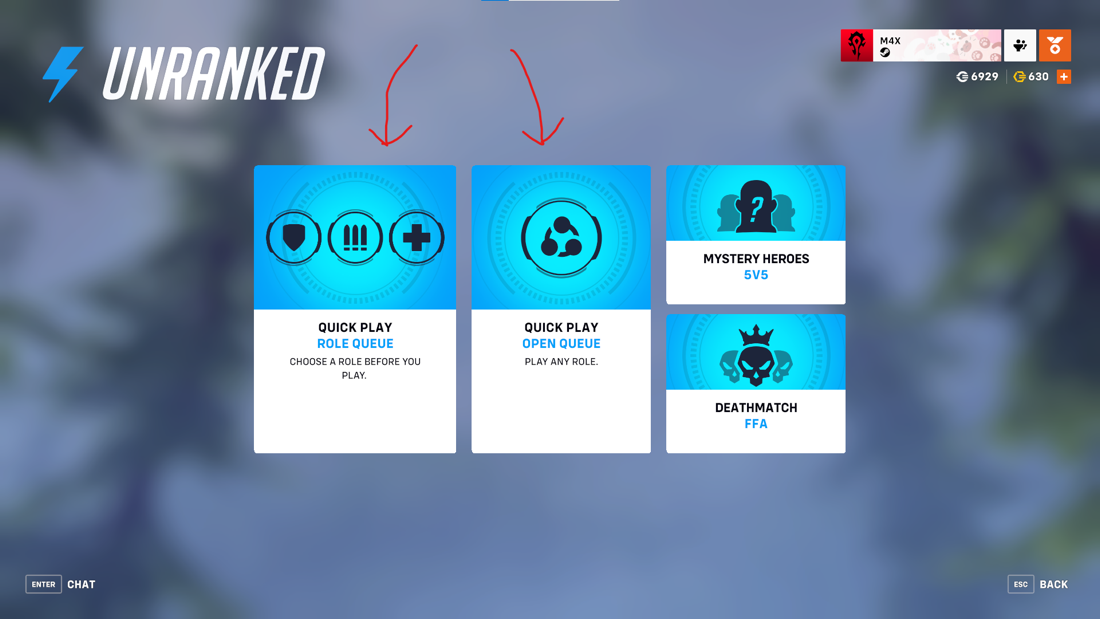 UNRANKED
M4X
6929
630
QUICK PLAY
ROLE QUEUE
CHOOSE A ROLE BEFORE YOU
PLAY.
QUICK PLAY
OPEN QUEUE
PLAY ANY ROLE.
?
MYSTERY HEROES
5V5
DEATHMATCH
FFA
ENTER CHAT
ESC BACK